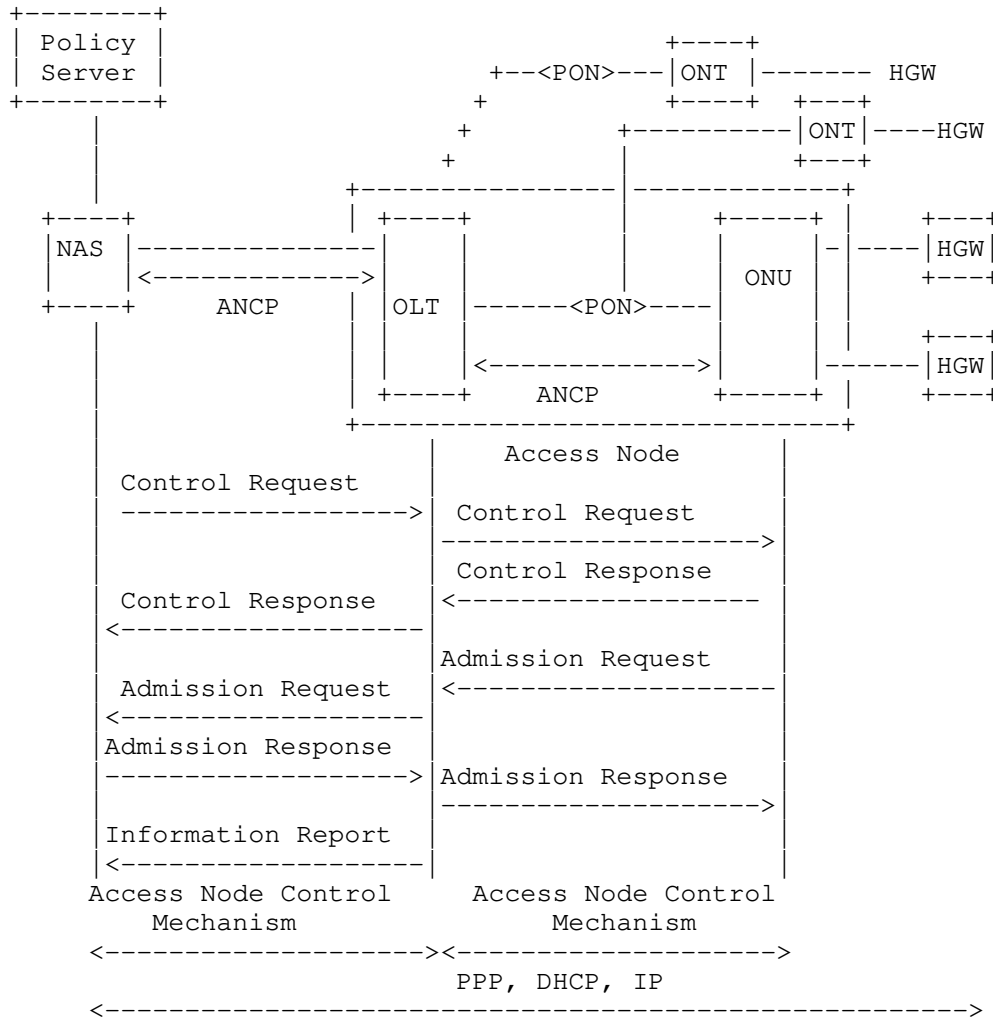 Policy
Server
<PON>
ONT
HGW
ONT
HGW
NAS
HGW
ONU
ANCP
OLT
<PON>
HGW
ANCP
Access Node
Control Request
Control Request
Control Response
Control Response
Admission Request
Admission Request
Admission Response
Admission Response
Information Report
Access Node Control
Access Node Control
Mechanism
Mechanism
PPP, DHCP, IP